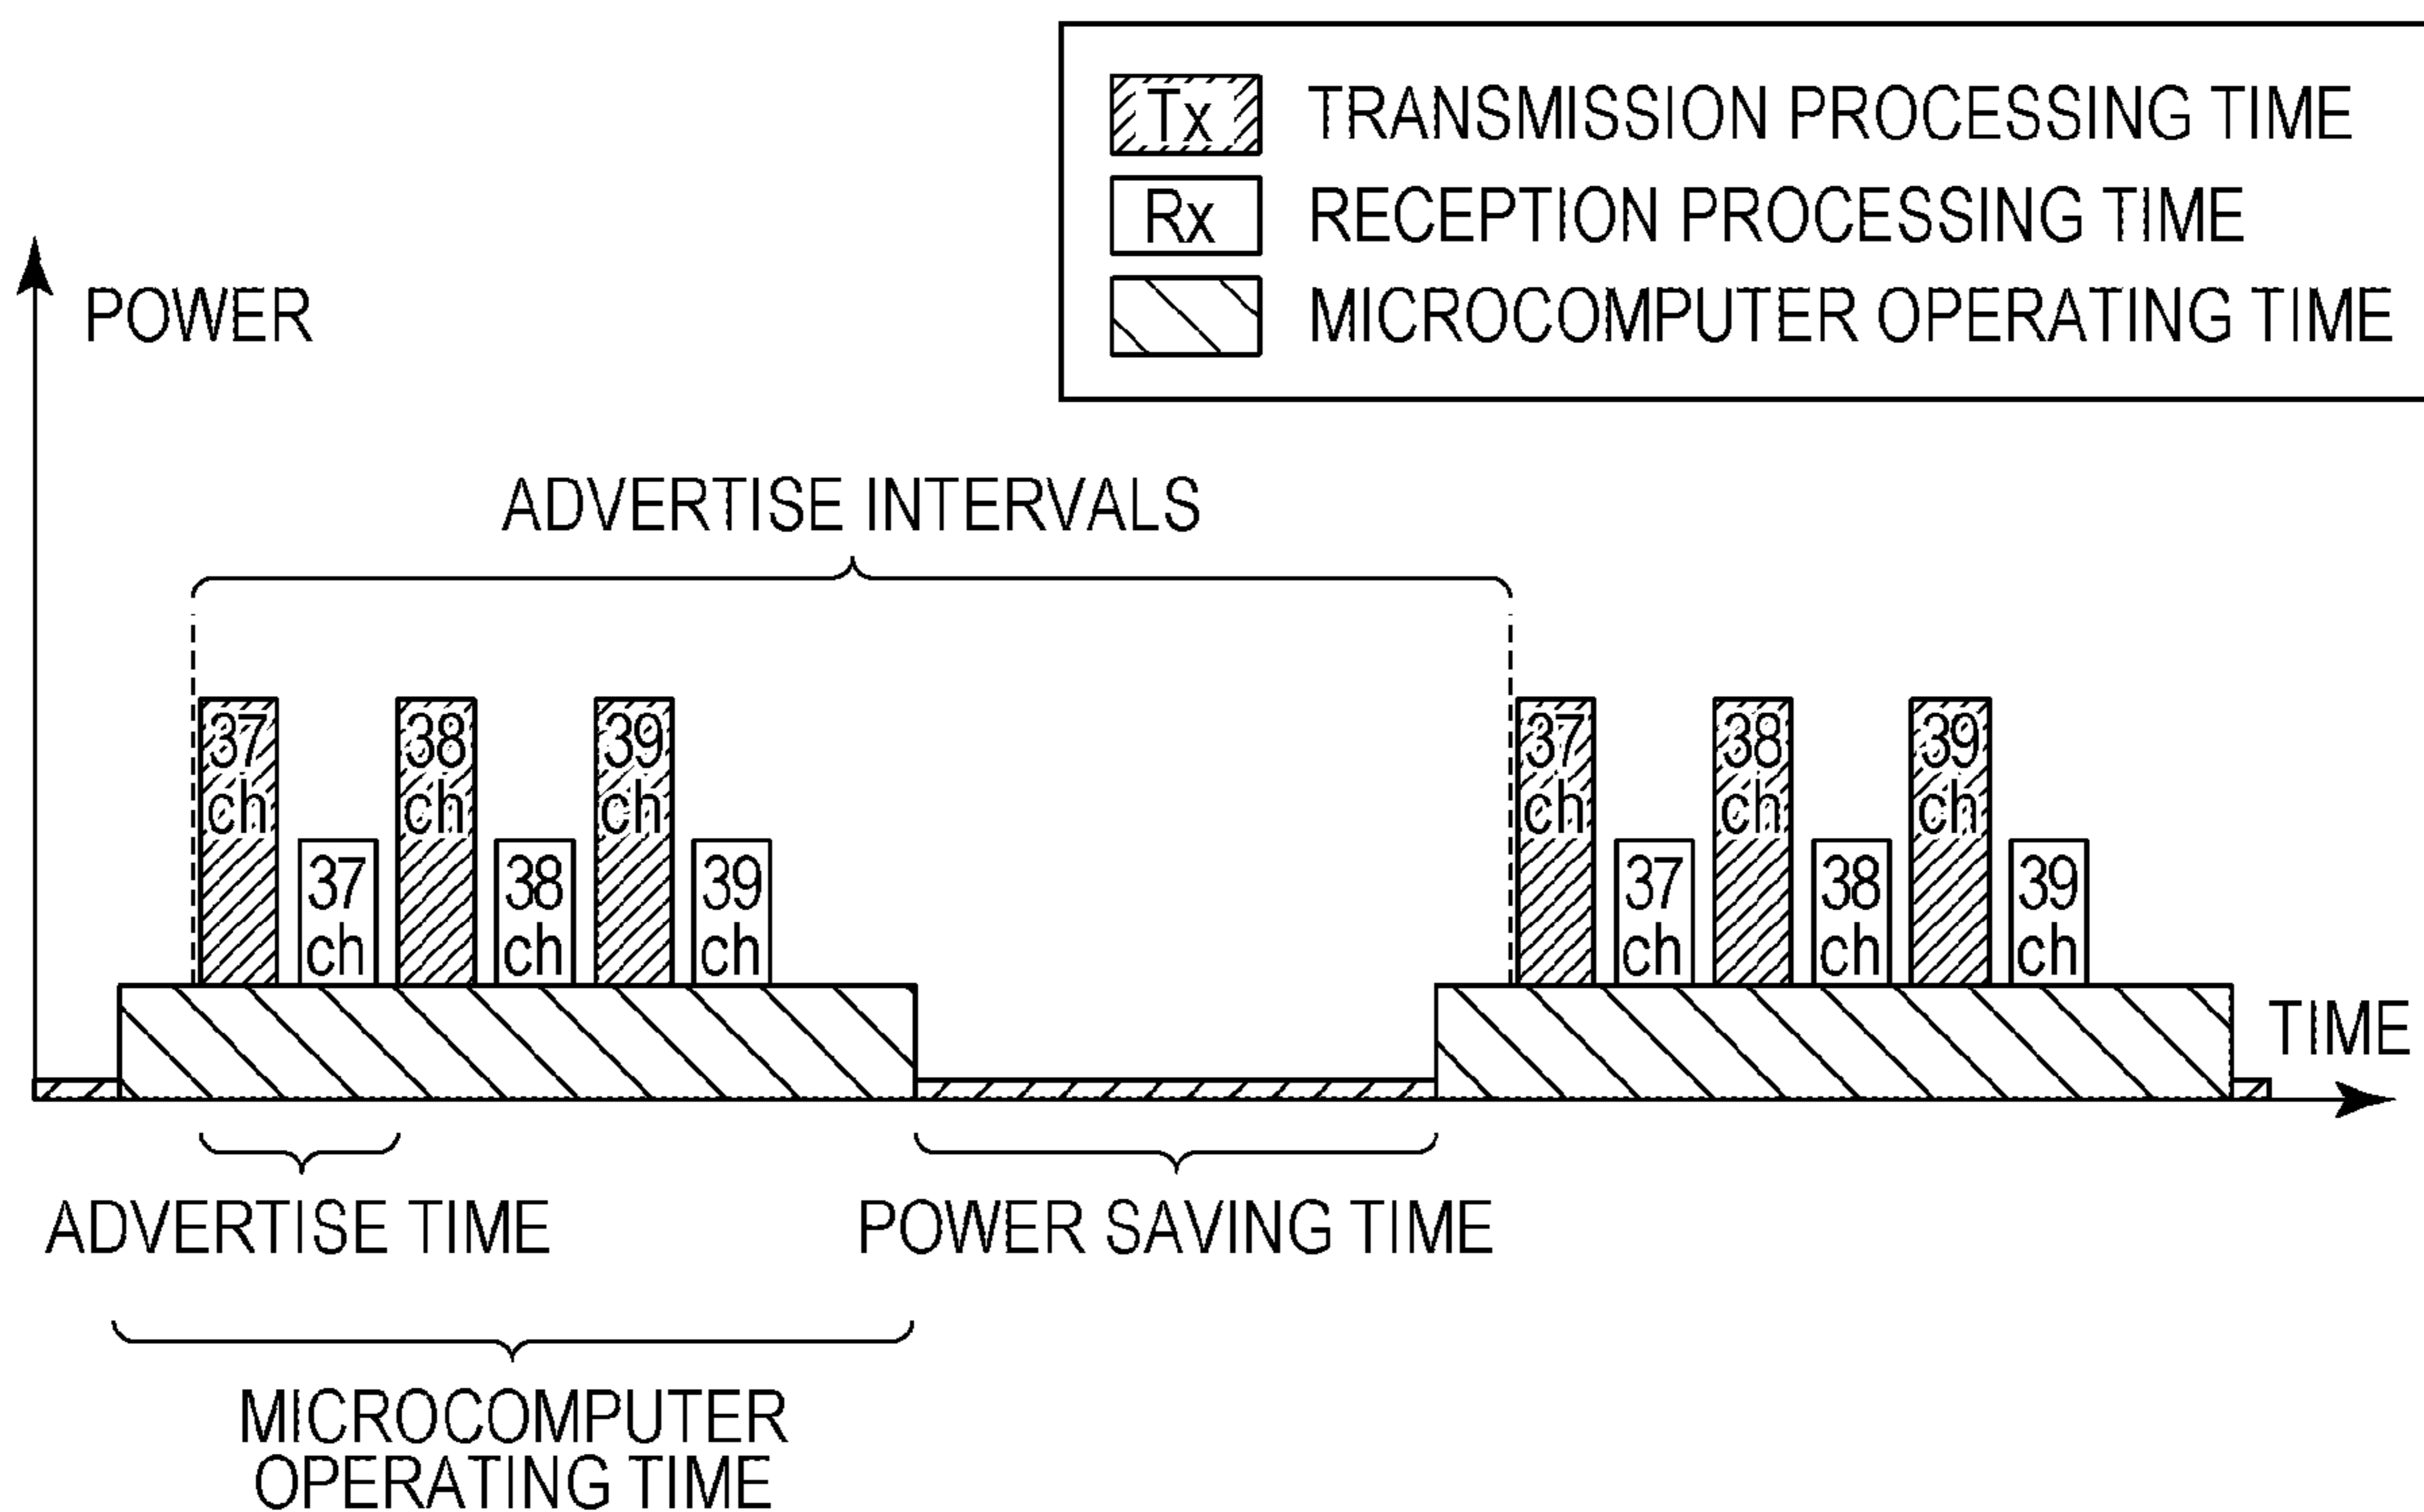 Tx TRANSMISSION PROCESSING TIME
Rx RECEPTION PROCESSING TIME
MICROCOMPUTER OPERATING TIME
POWER
ADVERTISE INTERVALS
37 38 39 37 38 39
ch ch ch ch ch ch
37 38 39 37 38 39
ch ch ch ch ch ch
TIME
ADVERTISE TIME POWER SAVING TIME
MICROCOMPUTER
OPERATING TIME